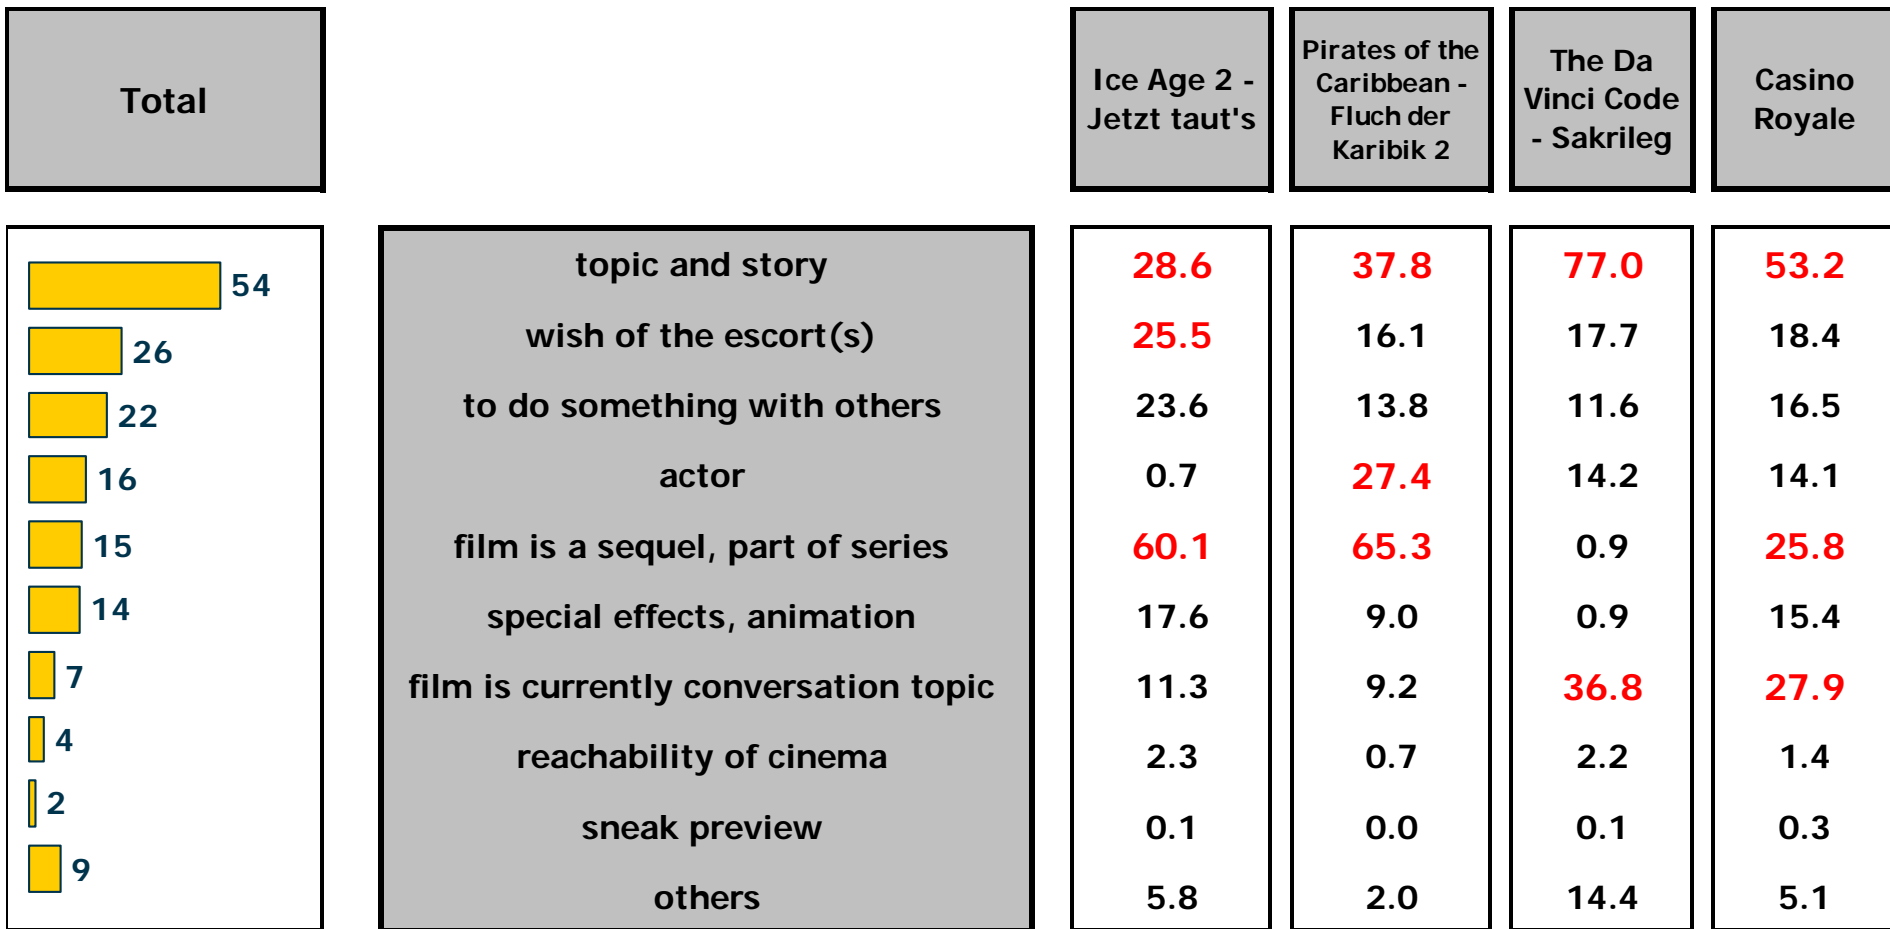 Total
Ice Age 2 -
Jetzt taut's
Pirates of the
Caribbean -
Fluch der
Karibik 2
The Da
Vinci Code
- Sakrileg
Casino
Royale
54 topic and story 28.6 37.8 77.0 53.2
26 wish of the escort(s) 25.5 16.1 17.7 18.4
22 to do something with others 23.6 13.8 11.6 16.5
16 actor 0.7 27.4 14.2 14.1
15 film is a sequel, part of series 60.1 65.3 0.9 25.8
14 special effects, animation 17.6 9.0 0.9 15.4
7 film is currently conversation topic 11.3 9.2 36.8 27.9
4 reachability of cinema 2.3 0.7 2.2 1.4
2 sneak preview 0.1 0.0 0.1 0.3
9 others 5.8 2.0 14.4 5.1